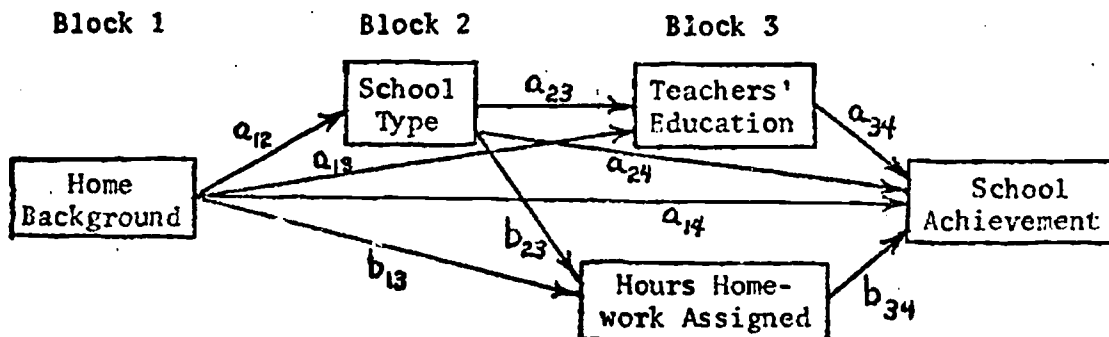 Block 1 Block 2 Block 3
School
Type
a23
Teachers'
Education
a12
a13
a24
a34
Home
Background
a14
School
Achievement
b13
b23
Hours Home-
work Assigned
b34